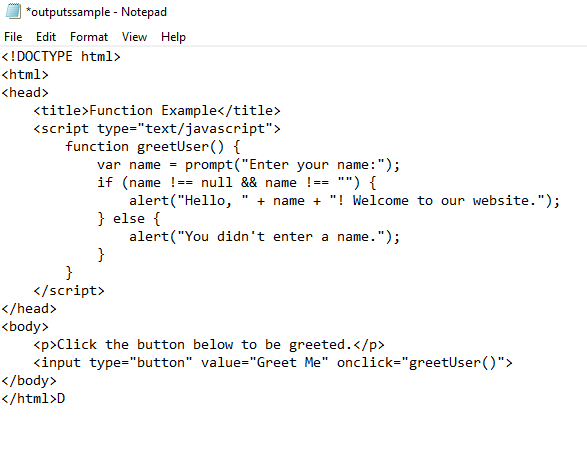 *outputssample - Notepad
File Edit Format View Help
<!DOCTYPE html>
<html>
<head>
    <title>Function Example</title>
    <script type="text/javascript">
        function greetUser() {
            var name = prompt("Enter your name:");
            if (name !== null && name !== "") {
                alert("Hello, " + name + "! Welcome to our website.");
            } else {
                alert("You didn't enter a name.");
            }
        }
    </script>
</head>
<body>
    <p>Click the button below to be greeted.</p>
    <input type="button" value="Greet Me" onclick="greetUser()">
</body>
</html>D